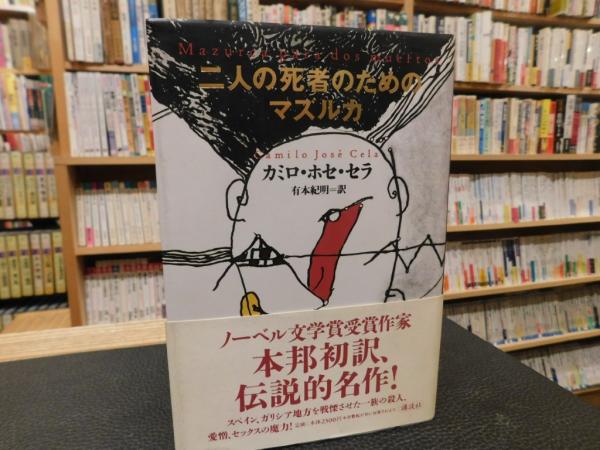 Mazurka para dos muertos
二人の死者のための
マズルカ
Camilo José Cela
カミロ・ホセ・セラ
有本紀明=訳
ノーベル文学賞受賞作家
本邦初訳、
伝説的名作!
スペイン、ガリシア地方を戦慄させた一族の殺人、
愛憎、セックスの魔力!
講談社